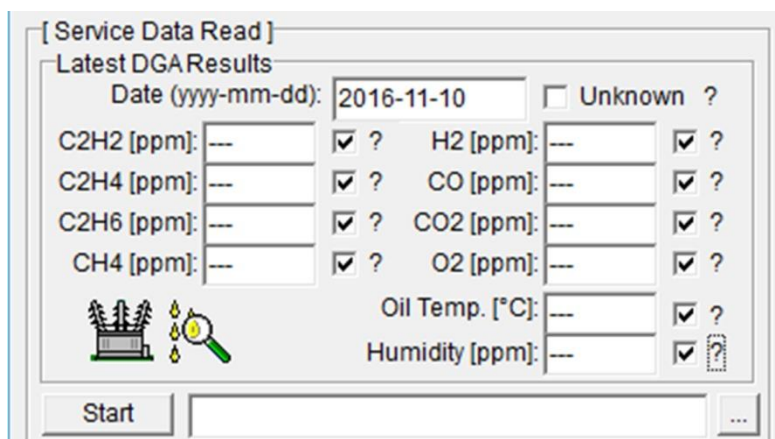 [ Service Data Read ]
Latest DGA Results
Date (yyyy-mm-dd): 2016-11-10 Unknown ?
C2H2 [ppm]: --- ? H2 [ppm]: --- ?
C2H4 [ppm]: --- ? CO [ppm]: --- ?
C2H6 [ppm]: --- ? CO2 [ppm]: --- ?
CH4 [ppm]: --- ? O2 [ppm]: --- ?
Oil Temp. [°C]: --- ?
Humidity [ppm]: --- ?
Start ...